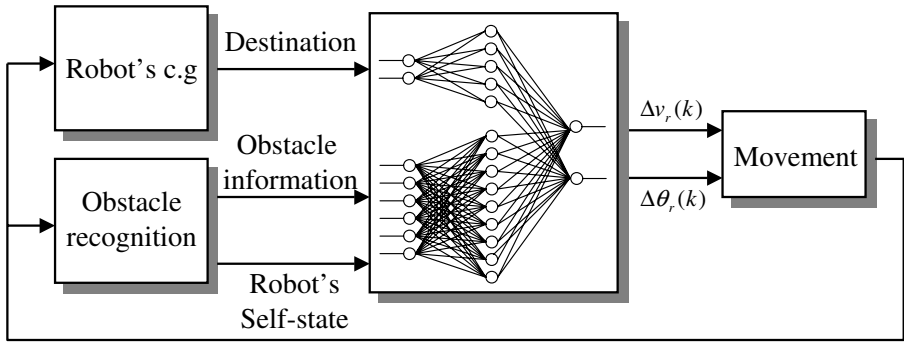 Robot's c.g
Destination
Obstacle
recognition
Obstacle
information
Robot's
Self-state
Δv_r(k)
Δθ_r(k)
Movement